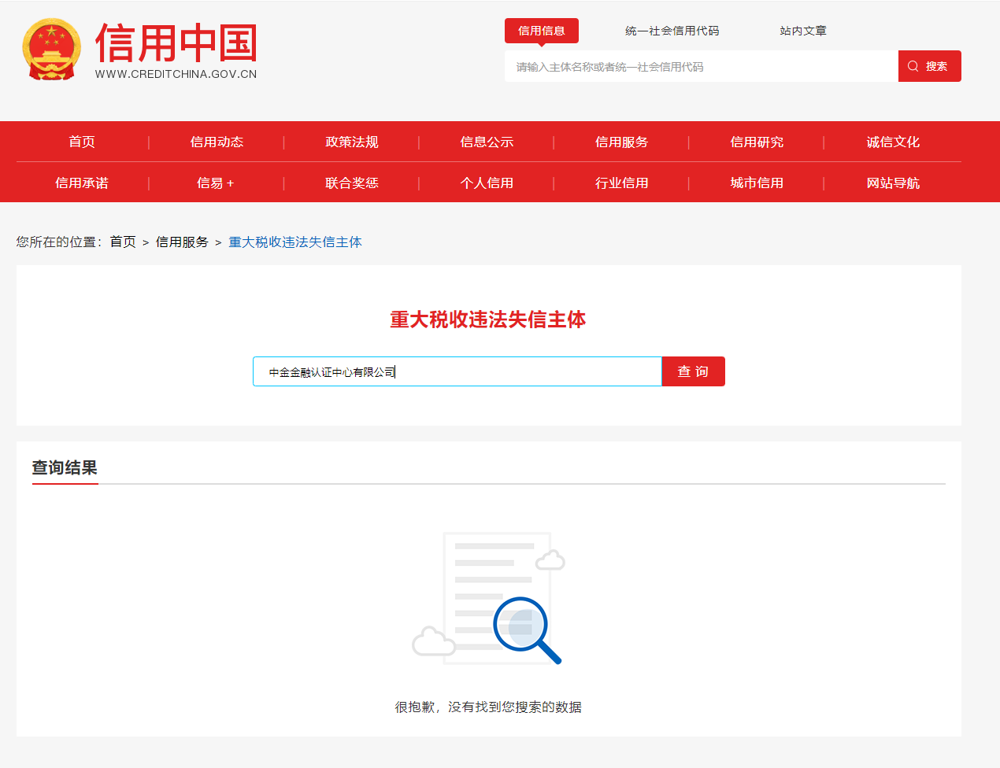 信用中国
WWW.CREDITCHINA.GOV.CN
信用信息 统一社会信用代码 站内文章
请输入主体名称或者统一社会信用代码 搜索
首页 | 信用动态 | 政策法规 | 信息公示 | 信用服务 | 信用研究 | 诚信文化
信用承诺 | 信易+ | 联合奖惩 | 个人信用 | 行业信用 | 城市信用 | 网站导航
您所在的位置：首页 > 信用服务 > 重大税收违法失信主体
重大税收违法失信主体
中金金融认证中心有限公司 查 询
查询结果
很抱歉，没有找到您搜索的数据